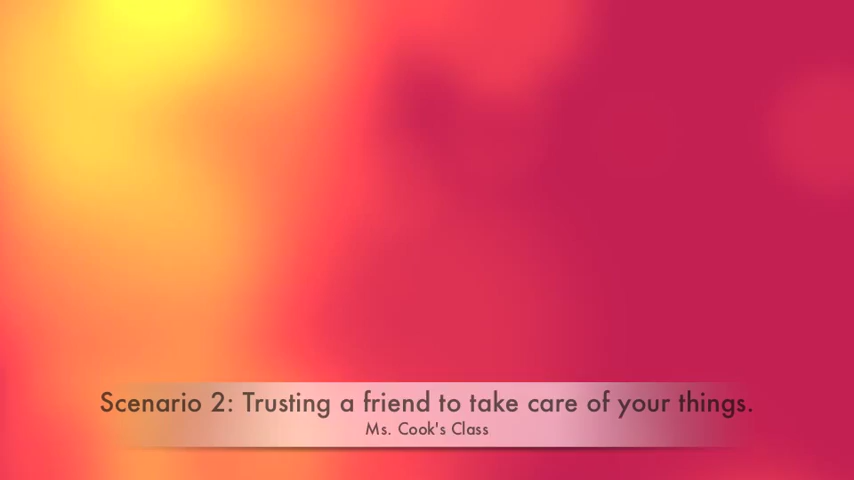 Scenario 2: Trusting a friend to take care of your things.
Ms. Cook's Class